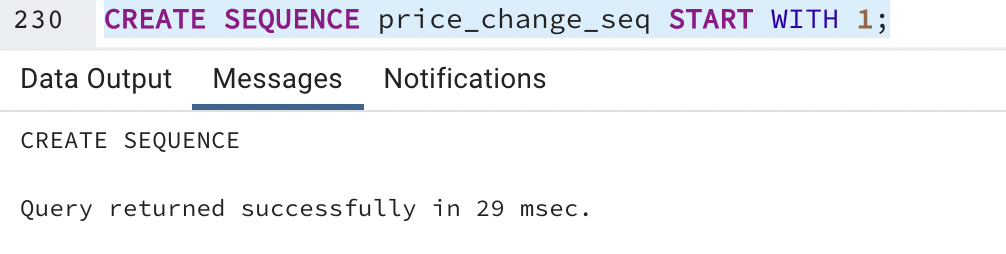 230 CREATE SEQUENCE price_change_seq START WITH 1;
Data Output Messages Notifications
CREATE SEQUENCE
Query returned successfully in 29 msec.